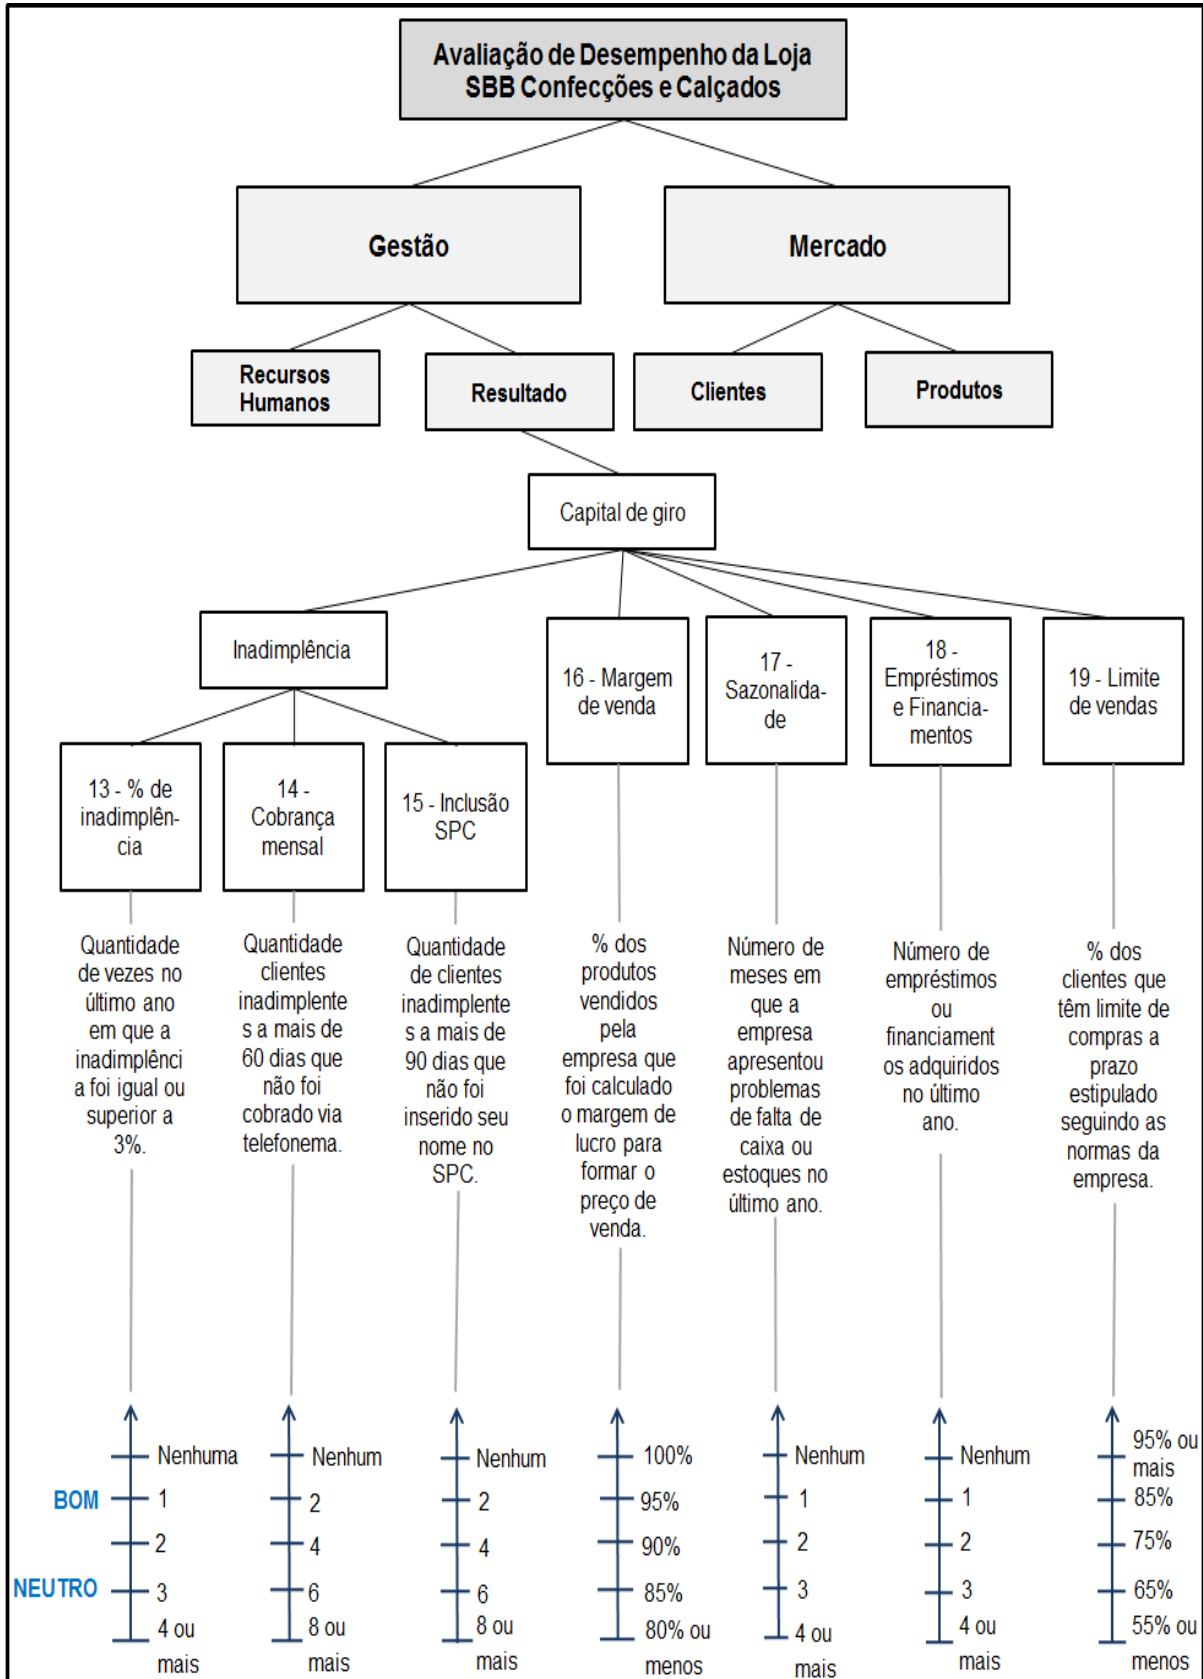 Avaliação de Desempenho da Loja
SBB Confecções e Calçados
Gestão
Mercado
Recursos
Humanos
Resultado
Clientes
Produtos
Capital de giro
Inadimplência
16 - Margem
de venda
17 -
Sazonalida-
de
18 -
Empréstimos
e Financia-
mentos
19 - Limite
de vendas
13 - % de
inadimplên-
cia
14 -
Cobrança
mensal
15 - Inclusão
SPC
Quantidade
de vezes no
último ano
em que a
inadimplênci
a foi igual ou
superior a
3%.
Quantidade
clientes
inadimplente
s a mais de
60 dias que
não foi
cobrado via
telefonema.
Quantidade
de clientes
inadimplente
s a mais de
90 dias que
não foi
inserido seu
nome no
SPC.
% dos
produtos
vendidos
pela
empresa que
foi calculado
o margem de
lucro para
formar o
preço de
venda.
Número de
meses em
que a
empresa
apresentou
problemas
de falta de
caixa ou
estoques no
último ano.
Número de
empréstimos
ou
financiament
os adquiridos
no último
ano.
% dos
clientes que
têm limite de
compras a
prazo
estipulado
seguindo as
normas da
empresa.
BOM
NEUTRO
Nenhuma
1
2
3
4 ou
mais
Nenhum
2
4
6
8 ou
mais
Nenhum
2
4
6
8 ou
mais
100%
95%
90%
85%
80% ou
menos
Nenhum
1
2
3
4 ou
mais
Nenhum
1
2
3
4 ou
mais
95% ou
mais
85%
75%
65%
55% ou
menos